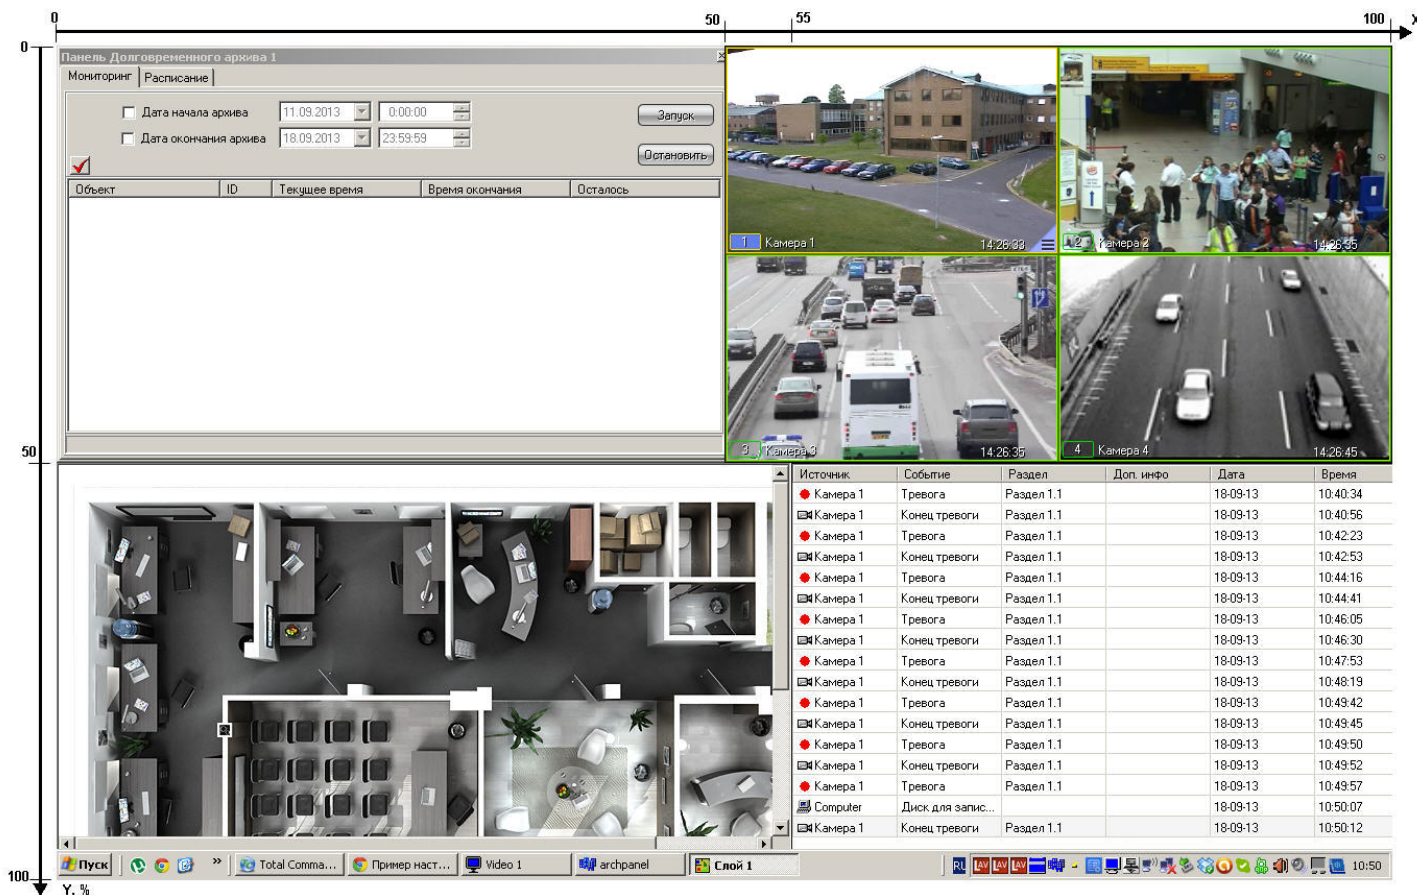 0 50 55 100 X
0
Панель Долговременного архива 1
Мониторинг Расписание
Дата начала архива 11.09.2013 0:00:00 Запуск
Дата окончания архива 18.09.2013 23:59:59
Остановить
Объект ID Текущее время Время окончания Осталось
1 Камера 1 14:26:33
2 Камера 2 14:26:35
3 Камера 3 14:26:35
4 Камера 4 14:26:45
50
Источник Событие Раздел Доп. инфо Дата Время
Камера 1 Тревога Раздел 1.1 18-09-13 10:40:34
Камера 1 Конец тревоги Раздел 1.1 18-09-13 10:40:56
Камера 1 Тревога Раздел 1.1 18-09-13 10:42:23
Камера 1 Конец тревоги Раздел 1.1 18-09-13 10:42:53
Камера 1 Тревога Раздел 1.1 18-09-13 10:44:16
Камера 1 Конец тревоги Раздел 1.1 18-09-13 10:44:41
Камера 1 Тревога Раздел 1.1 18-09-13 10:46:05
Камера 1 Конец тревоги Раздел 1.1 18-09-13 10:46:30
Камера 1 Тревога Раздел 1.1 18-09-13 10:47:53
Камера 1 Конец тревоги Раздел 1.1 18-09-13 10:48:19
Камера 1 Тревога Раздел 1.1 18-09-13 10:49:42
Камера 1 Конец тревоги Раздел 1.1 18-09-13 10:49:45
Камера 1 Тревога Раздел 1.1 18-09-13 10:49:50
Камера 1 Конец тревоги Раздел 1.1 18-09-13 10:49:52
Камера 1 Тревога Раздел 1.1 18-09-13 10:49:57
Computer Диск для запис... 18-09-13 10:50:07
Камера 1 Конец тревоги Раздел 1.1 18-09-13 10:50:12
Пуск » Total Comma... Пример наст... Video 1 archpanel Слой 1 RL LAV LAV LAV 10:50
100
Y, %